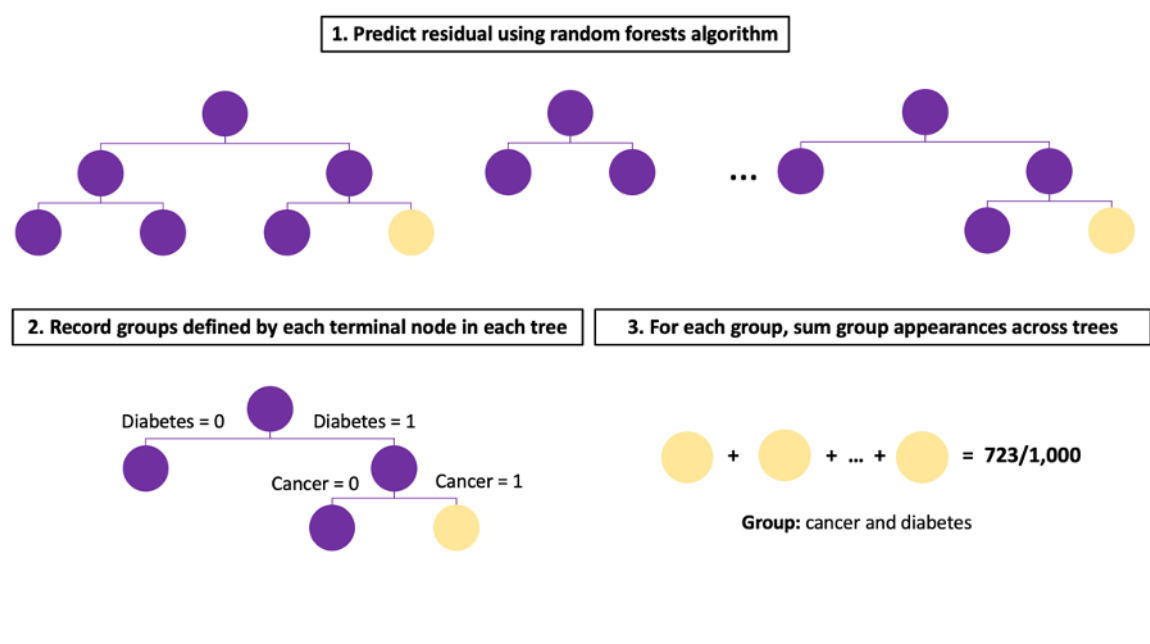 1. Predict residual using random forests algorithm
...
2. Record groups defined by each terminal node in each tree
3. For each group, sum group appearances across trees
Diabetes = 0
Diabetes = 1
Cancer = 0
Cancer = 1
+ + ... + = 723/1,000
Group: cancer and diabetes